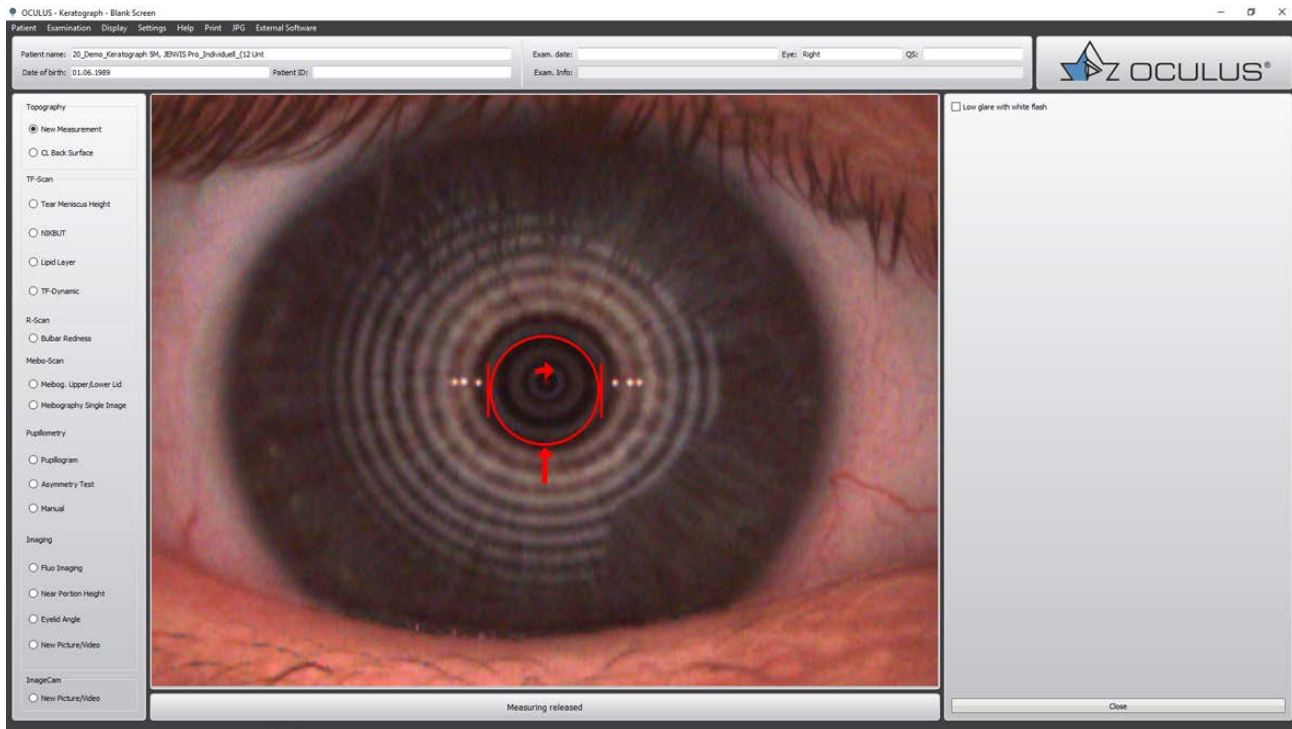 OCULUS - Keratograph - Blank Screen
Patient Examination Display Settings Help Print JPG External Software
Patient name: 20_Demo_Keratograph 5M, JENVIS Pro_Individuell_(12 Unt
Exam. date: Eye: Right QS:
Date of birth: 01.06.1989 Patient ID:
Exam. Info:
OCULUS®
Topography
New Measurement
CL Back Surface
TF-Scan
Tear Meniscus Height
NIKBUT
Lipid Layer
TF-Dynamic
R-Scan
Bulbar Redness
Meibo-Scan
Meibog. Upper/Lower Lid
Meibography Single Image
Pupillometry
Pupillogram
Asymmetry Test
Manual
Imaging
Fluo Imaging
Near Portion Height
Eyelid Angle
New Picture/Video
ImageCam
New Picture/Video
Measuring released
Low glare with white flash
Close